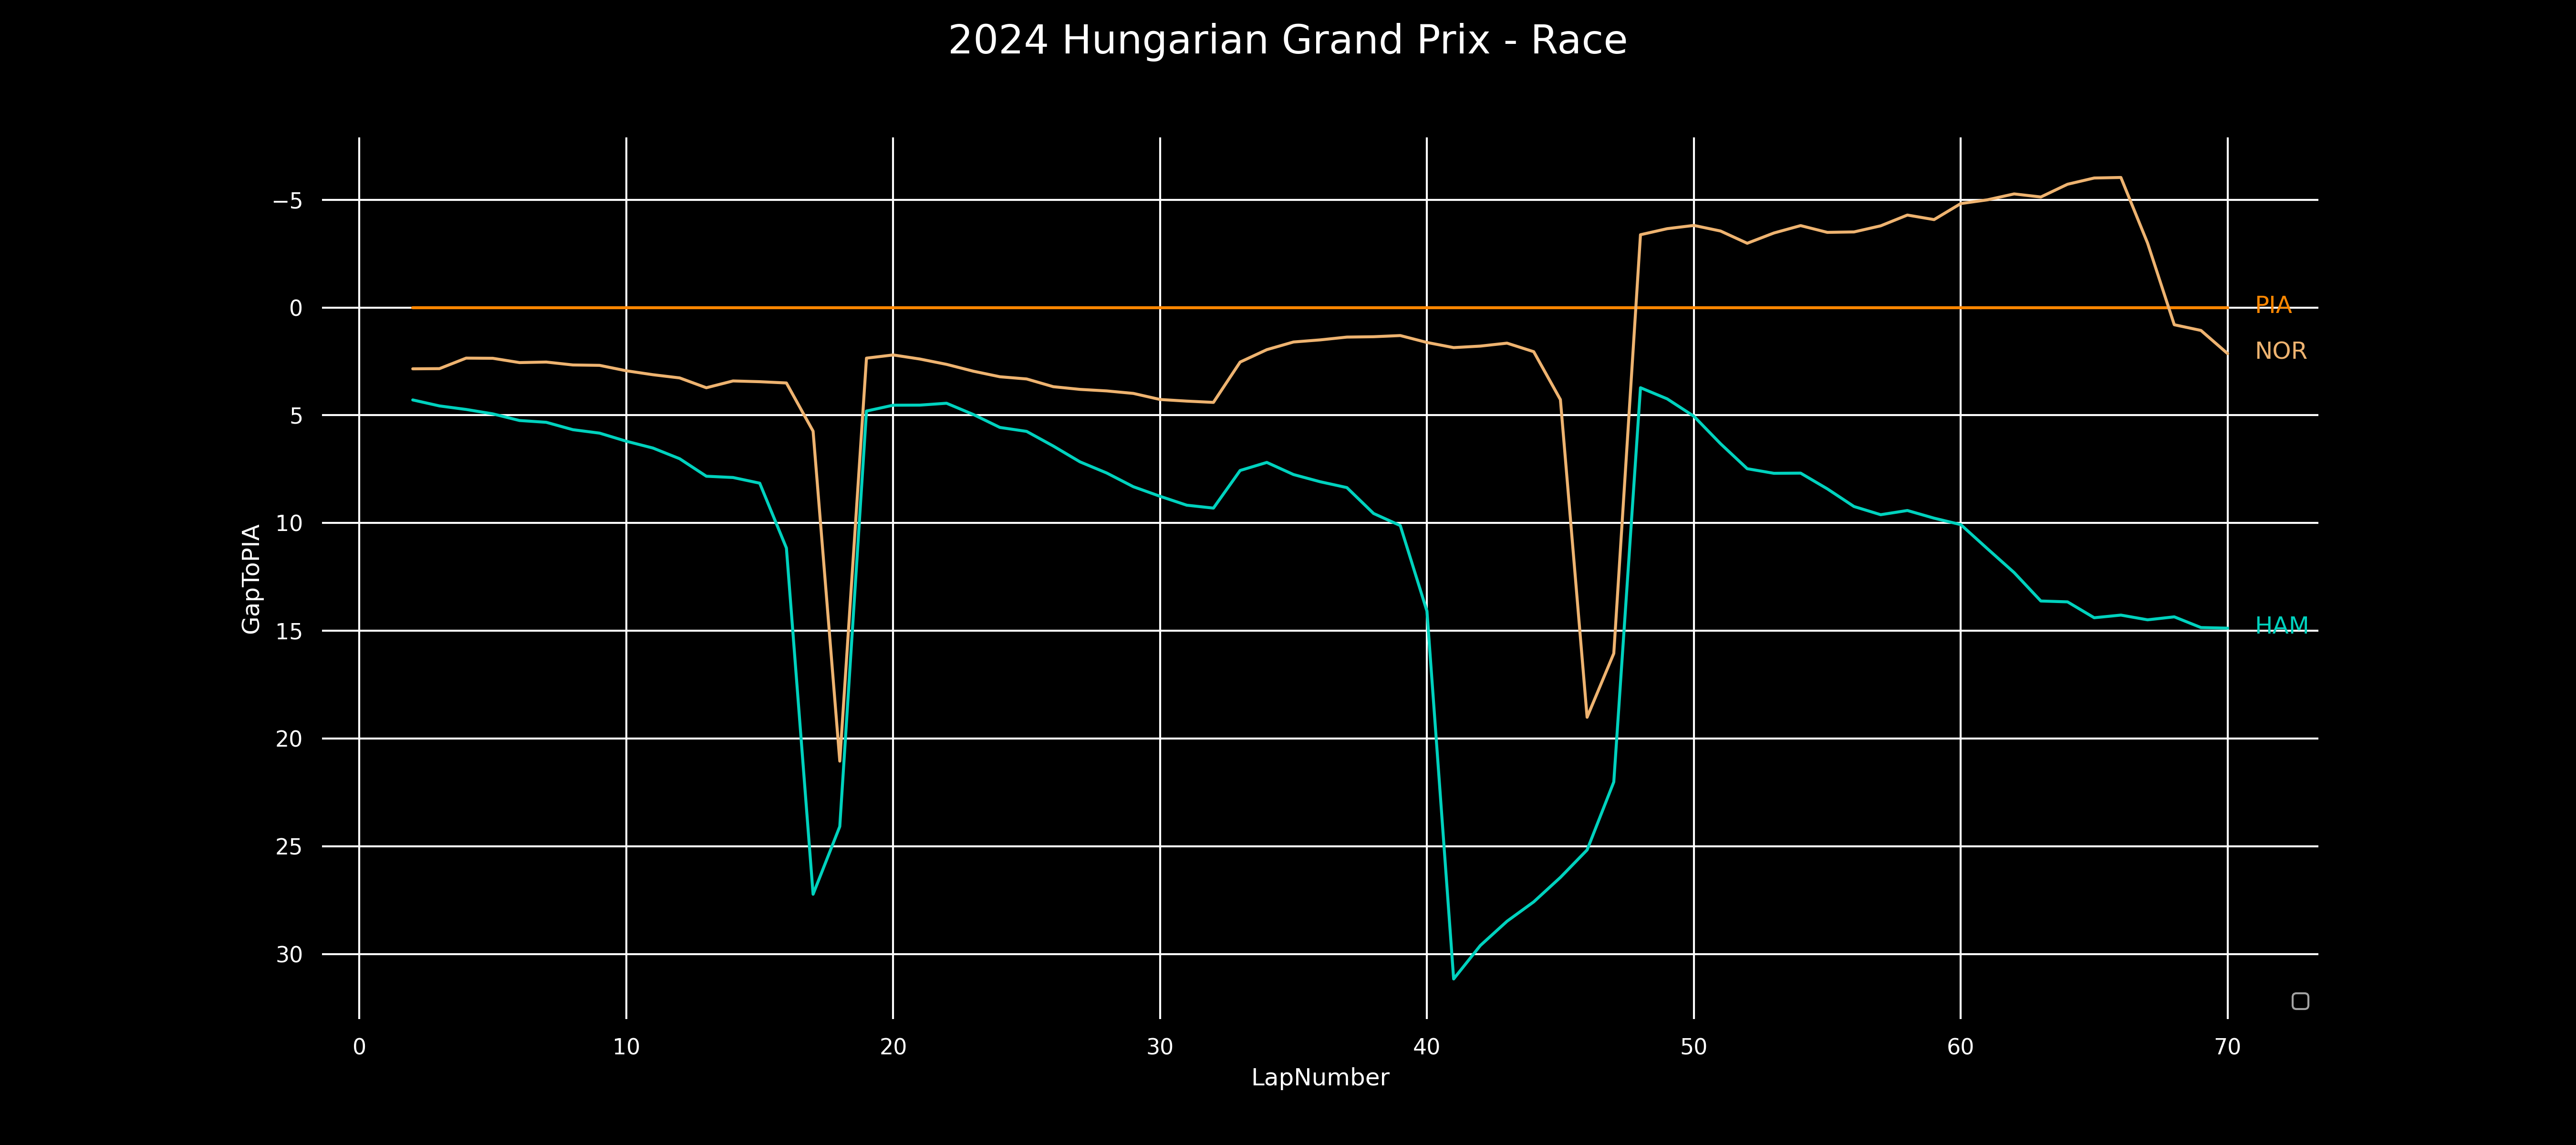 2024 Hungarian Grand Prix - Race
−5
0
5
10
15
20
25
30
GapToPIA
PIA
NOR
HAM
0 10 20 30 40 50 60 70
LapNumber